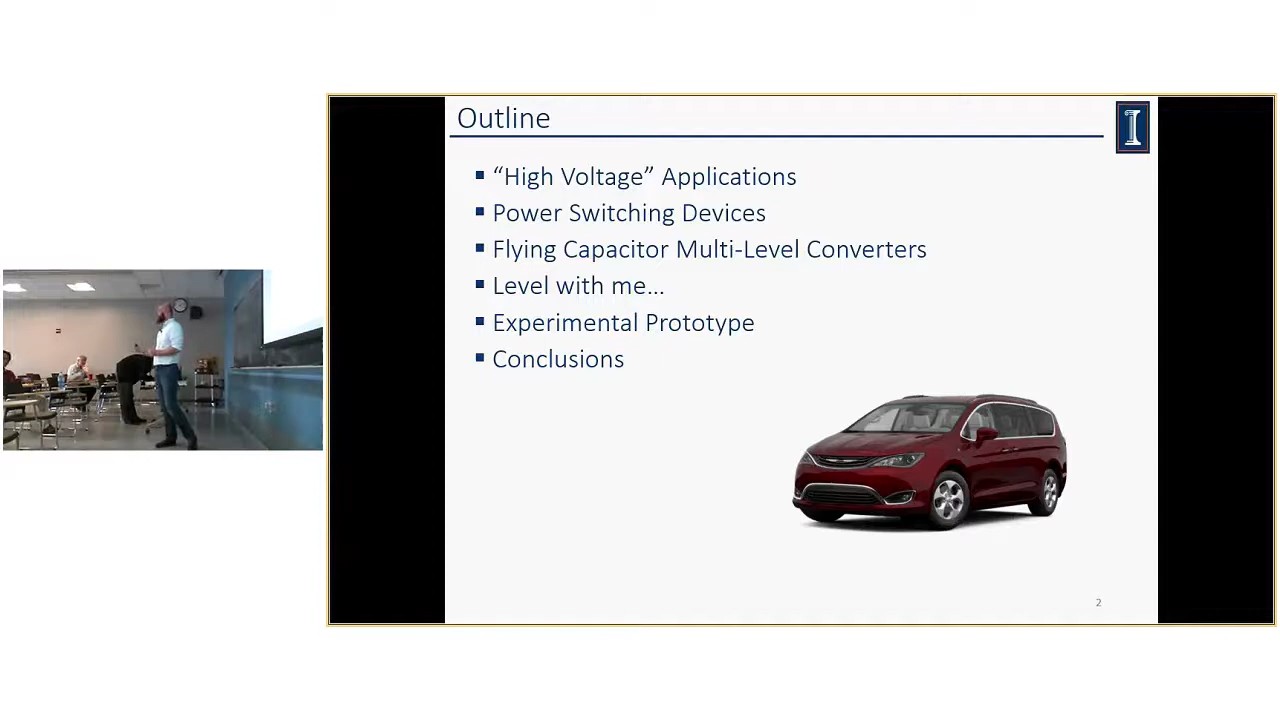 Outline
▪ “High Voltage” Applications
▪ Power Switching Devices
▪ Flying Capacitor Multi-Level Converters
▪ Level with me…
▪ Experimental Prototype
▪ Conclusions
2